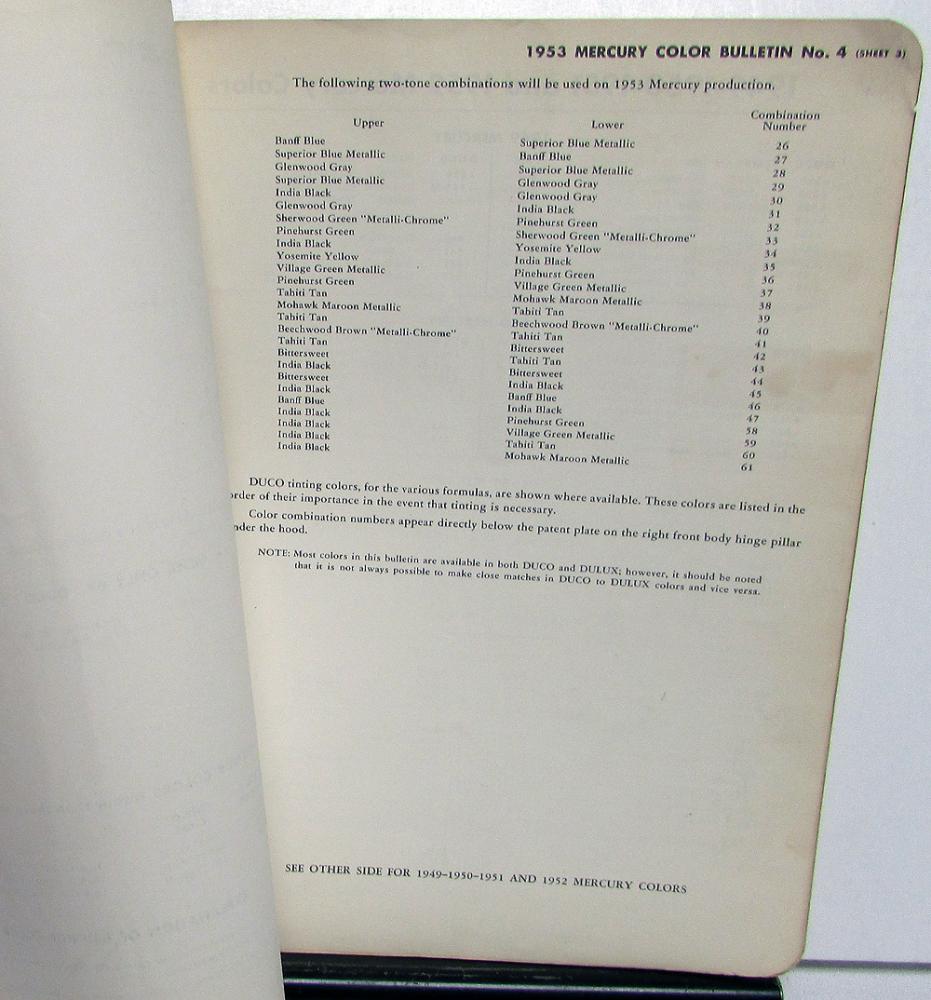 1953 MERCURY COLOR BULLETIN No. 4 (SHEET 3)
The following two-tone combinations will be used on 1953 Mercury production.
Upper Lower Combination Number
Banff Blue Superior Blue Metallic 26
Superior Blue Metallic Banff Blue 27
Glenwood Gray Superior Blue Metallic 28
Superior Blue Metallic Glenwood Gray 29
India Black Glenwood Gray 30
Glenwood Gray India Black 31
Sherwood Green "Metalli-Chrome" Pinehurst Green 32
Pinehurst Green Sherwood Green "Metalli-Chrome" 33
India Black Yosemite Yellow 34
Yosemite Yellow India Black 35
Village Green Metallic Pinehurst Green 36
Pinehurst Green Village Green Metallic 37
Tahiti Tan Mohawk Maroon Metallic 38
Mohawk Maroon Metallic Tahiti Tan 39
Tahiti Tan Beechwood Brown "Metalli-Chrome" 40
Beechwood Brown "Metalli-Chrome" Tahiti Tan 41
Tahiti Tan Bittersweet 42
Bittersweet Tahiti Tan 43
India Black Bittersweet 44
Bittersweet India Black 45
India Black Banff Blue 46
Banff Blue India Black 47
India Black Pinehurst Green 58
India Black Village Green Metallic 59
India Black Tahiti Tan 60
India Black Mohawk Maroon Metallic 61
DUCO tinting colors, for the various formulas, are shown where available. These colors are listed in the
order of their importance in the event that tinting is necessary.
Color combination numbers appear directly below the patent plate on the right front body hinge pillar
nder the hood.
NOTE: Most colors in this bulletin are available in both DUCO and DULUX; however, it should be noted
that it is not always possible to make close matches in DUCO to DULUX colors and vice versa.
SEE OTHER SIDE FOR 1949-1950-1951 AND 1952 MERCURY COLORS